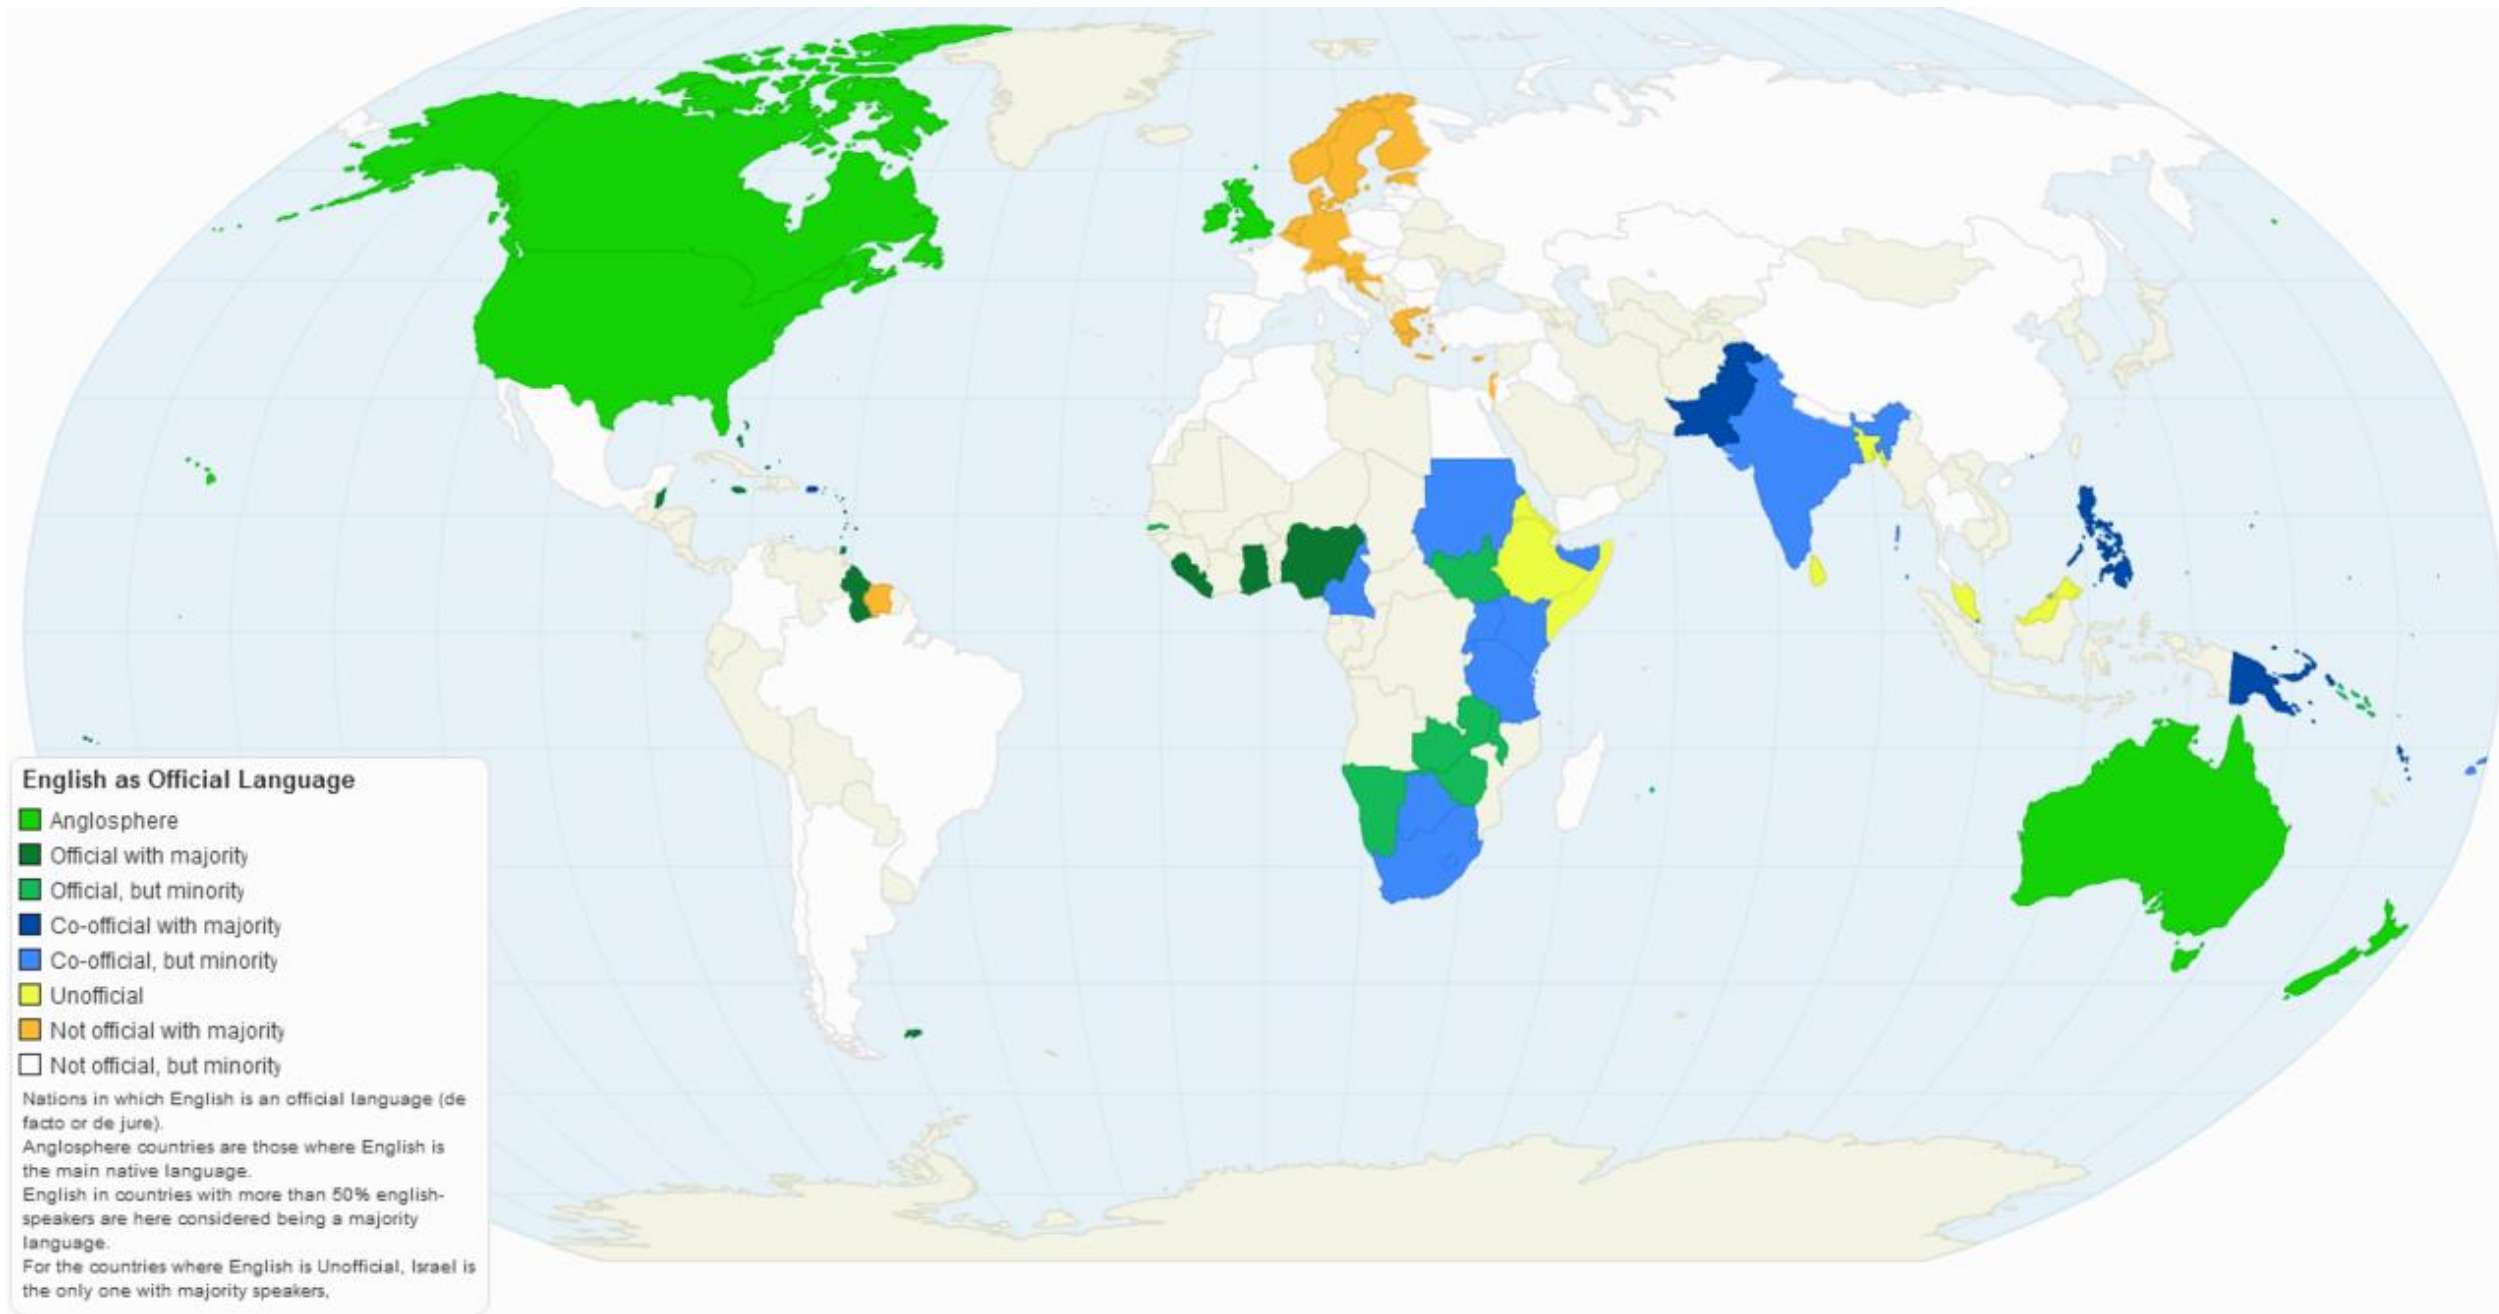 English as Official Language
Anglosphere
Official with majority
Official, but minority
Co-official with majority
Co-official, but minority
Unofficial
Not official with majority
Not official, but minority
Nations in which English is an official language (de
facto or de jure).
Anglosphere countries are those where English is
the main native language.
English in countries with more than 50% english-
speakers are here considered being a majority
language.
For the countries where English is Unofficial, Israel is
the only one with majority speakers,